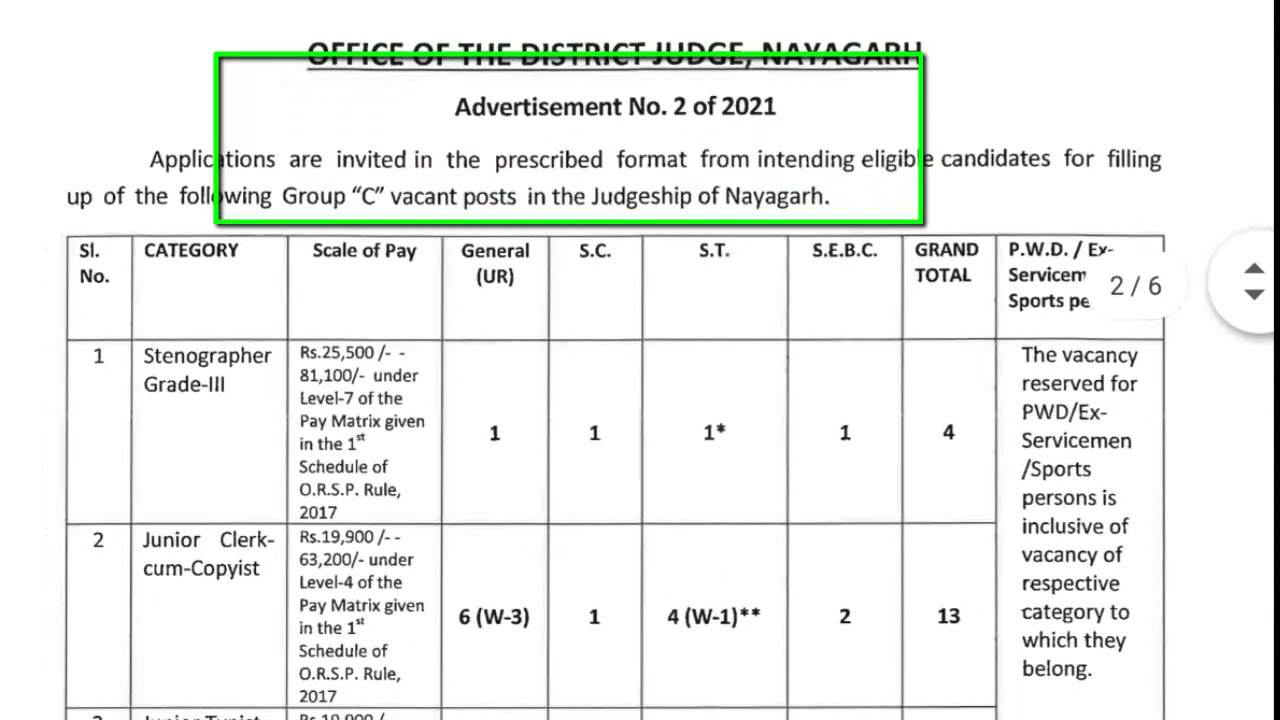 OFFICE OF THE DISTRICT JUDGE, NAYAGARH
Advertisement No. 2 of 2021
Applications are invited in the prescribed format from intending eligible candidates for filling
up of the following Group “C” vacant posts in the Judgeship of Nayagarh.
Sl.
No.
CATEGORY
Scale of Pay
General
(UR)
S.C.
S.T.
S.E.B.C.
GRAND
TOTAL
P.W.D. / Ex-
Servicem
Sports pe
2 / 6
1
Stenographer
Grade-III
Rs.25,500 /- -
81,100/- under
Level-7 of the
Pay Matrix given
in the 1st
Schedule of
O.R.S.P. Rule,
2017
1
1
1*
1
4
The vacancy
reserved for
PWD/Ex-
Servicemen
/Sports
persons is
inclusive of
vacancy of
respective
category to
which they
belong.
2
Junior Clerk-
cum-Copyist
Rs.19,900 /- -
63,200/- under
Level-4 of the
Pay Matrix given
in the 1st
Schedule of
O.R.S.P. Rule,
2017
6 (W-3)
1
4 (W-1)**
2
13